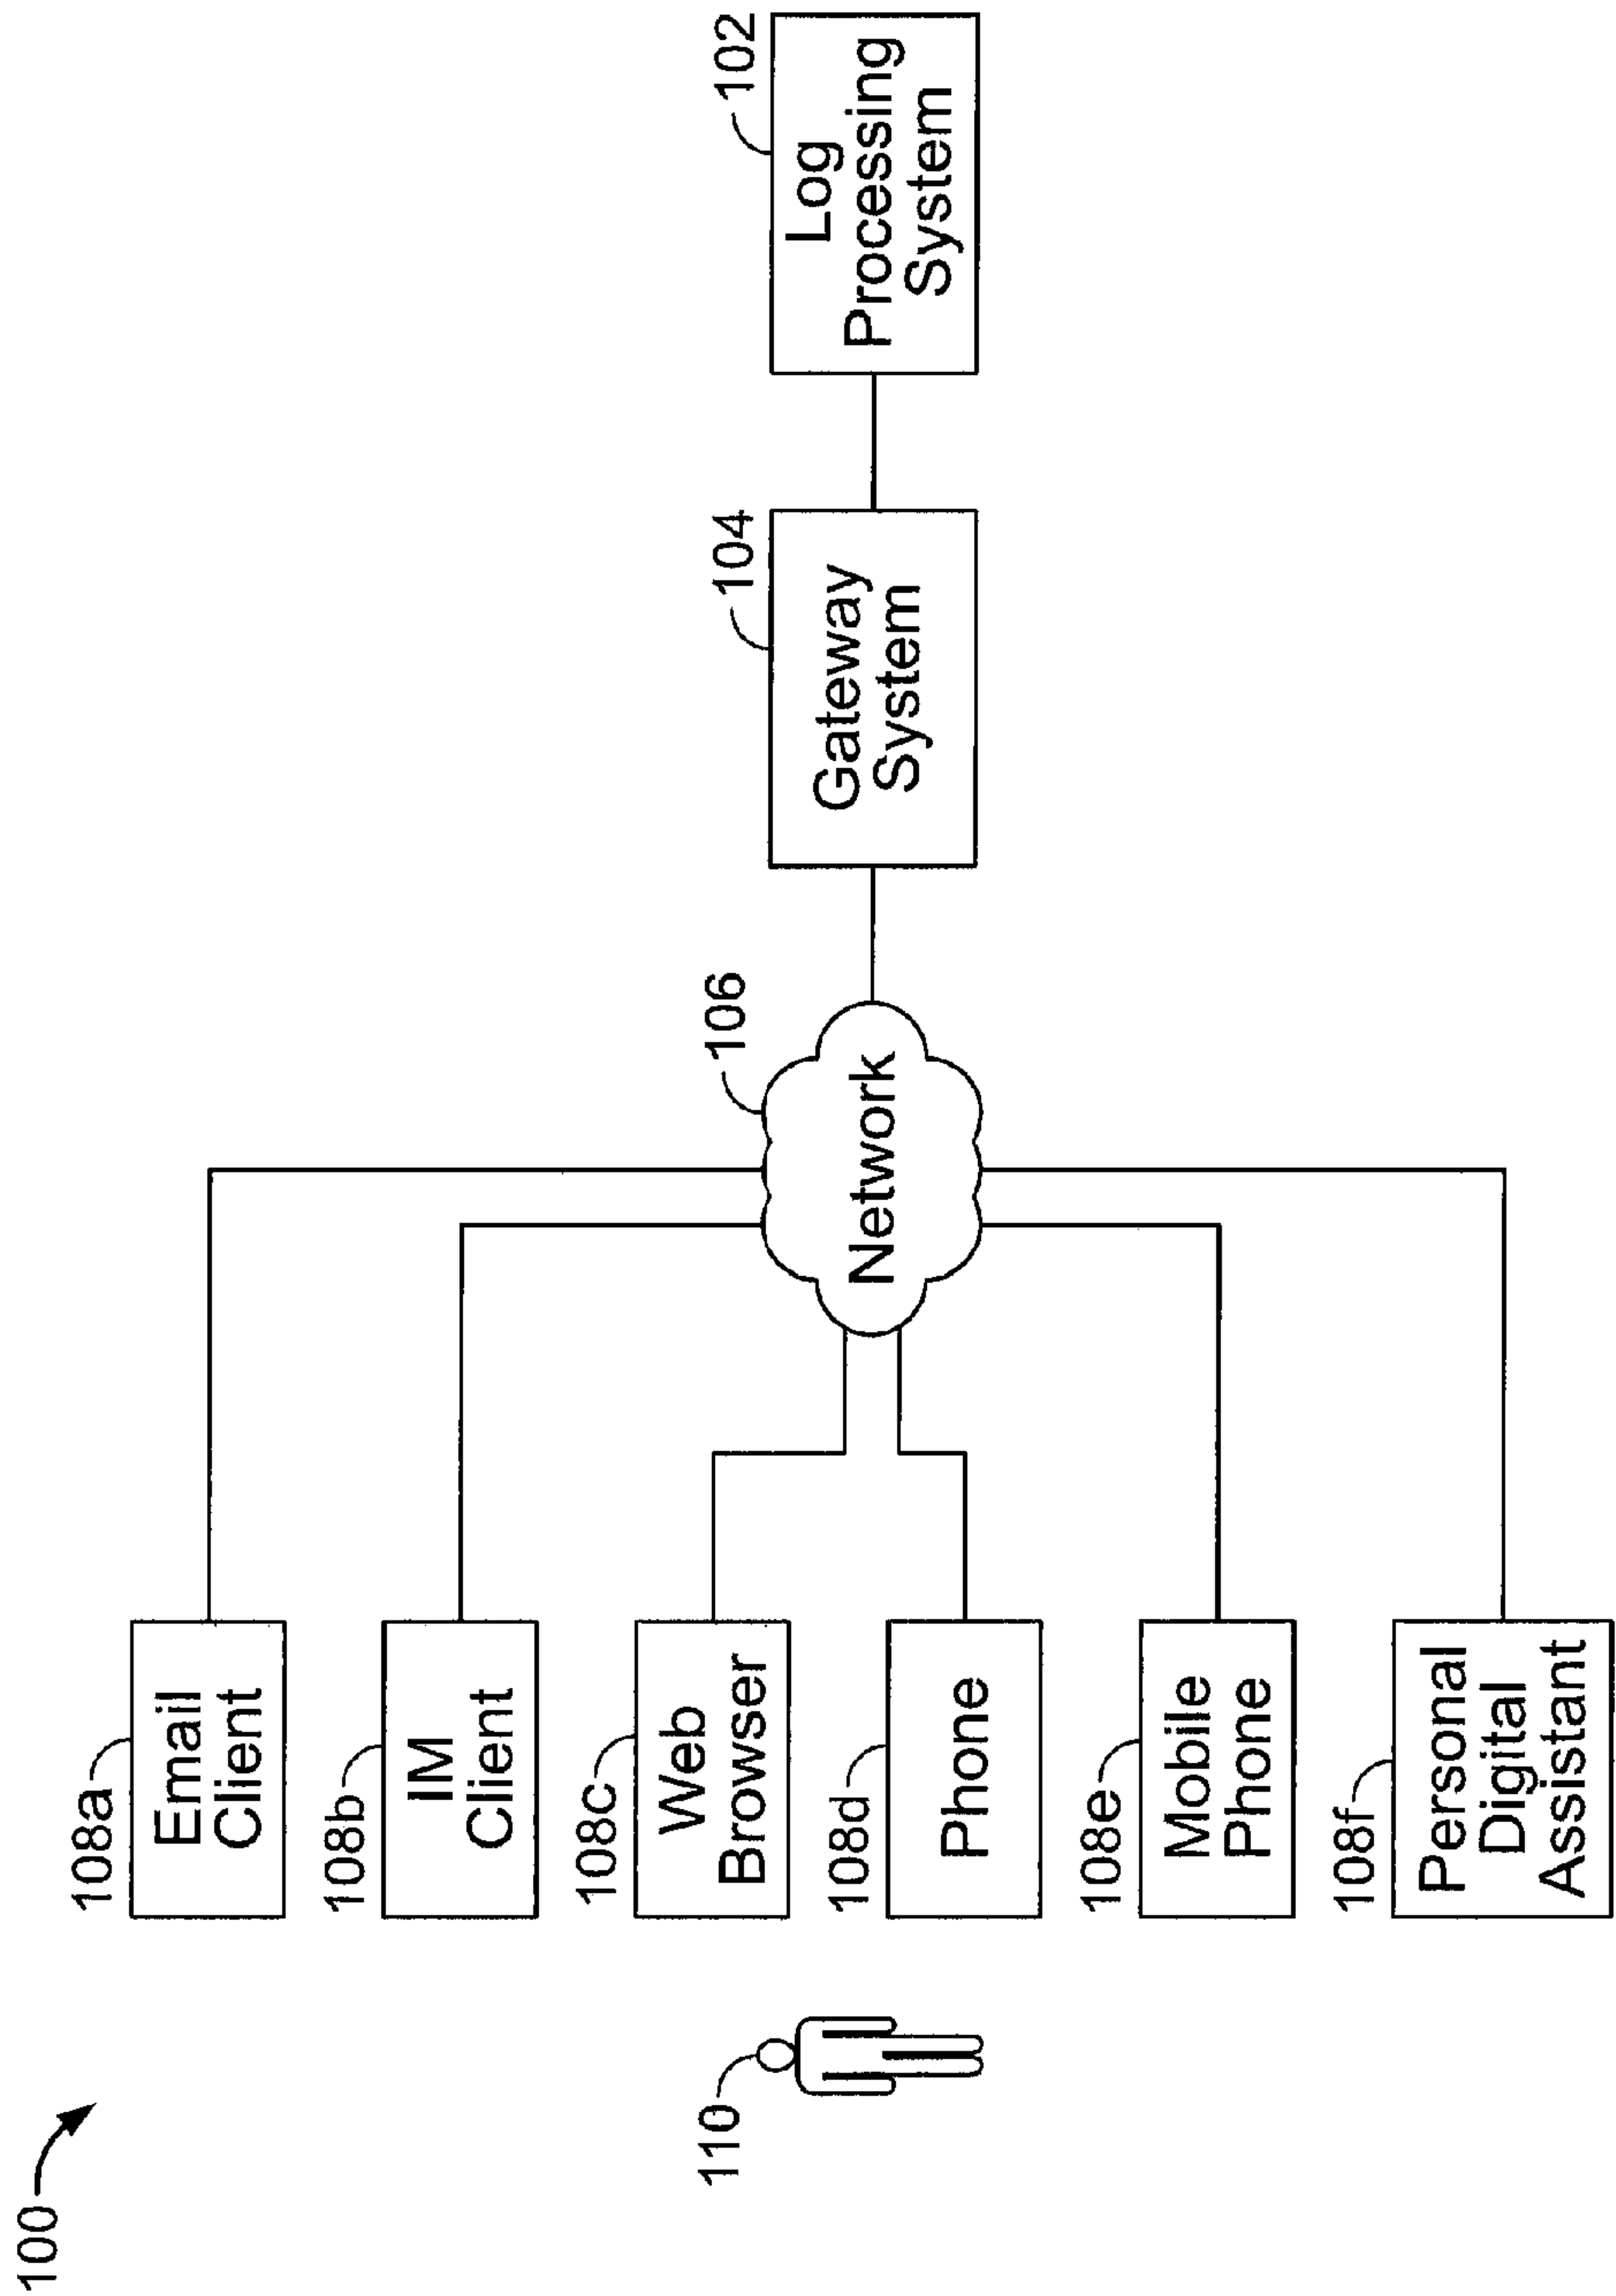 100
110
108a
Email
Client
108b
IM
Client
108c
Web
Browser
108d
Phone
108e
Mobile
Phone
108f
Personal
Digital
Assistant
106
Network
104
Gateway
System
102
Log
Processing
System